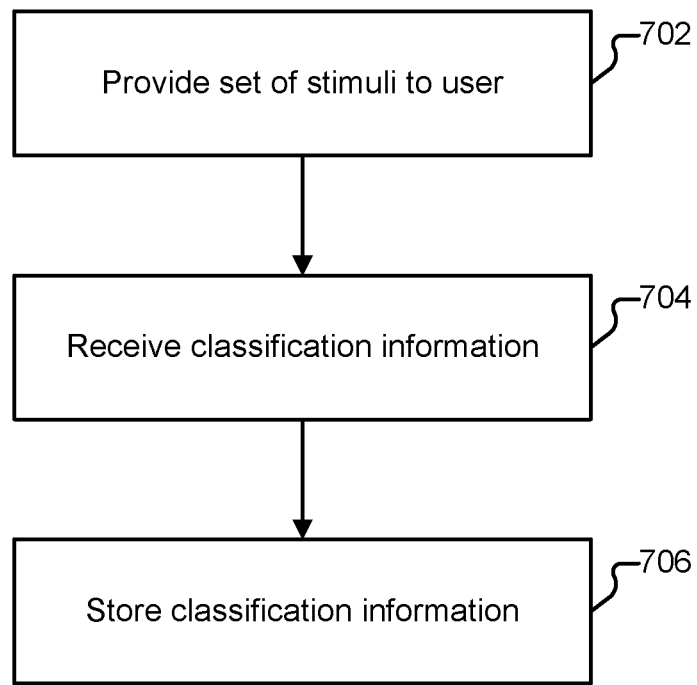 702
Provide set of stimuli to user
704
Receive classification information
706
Store classification information